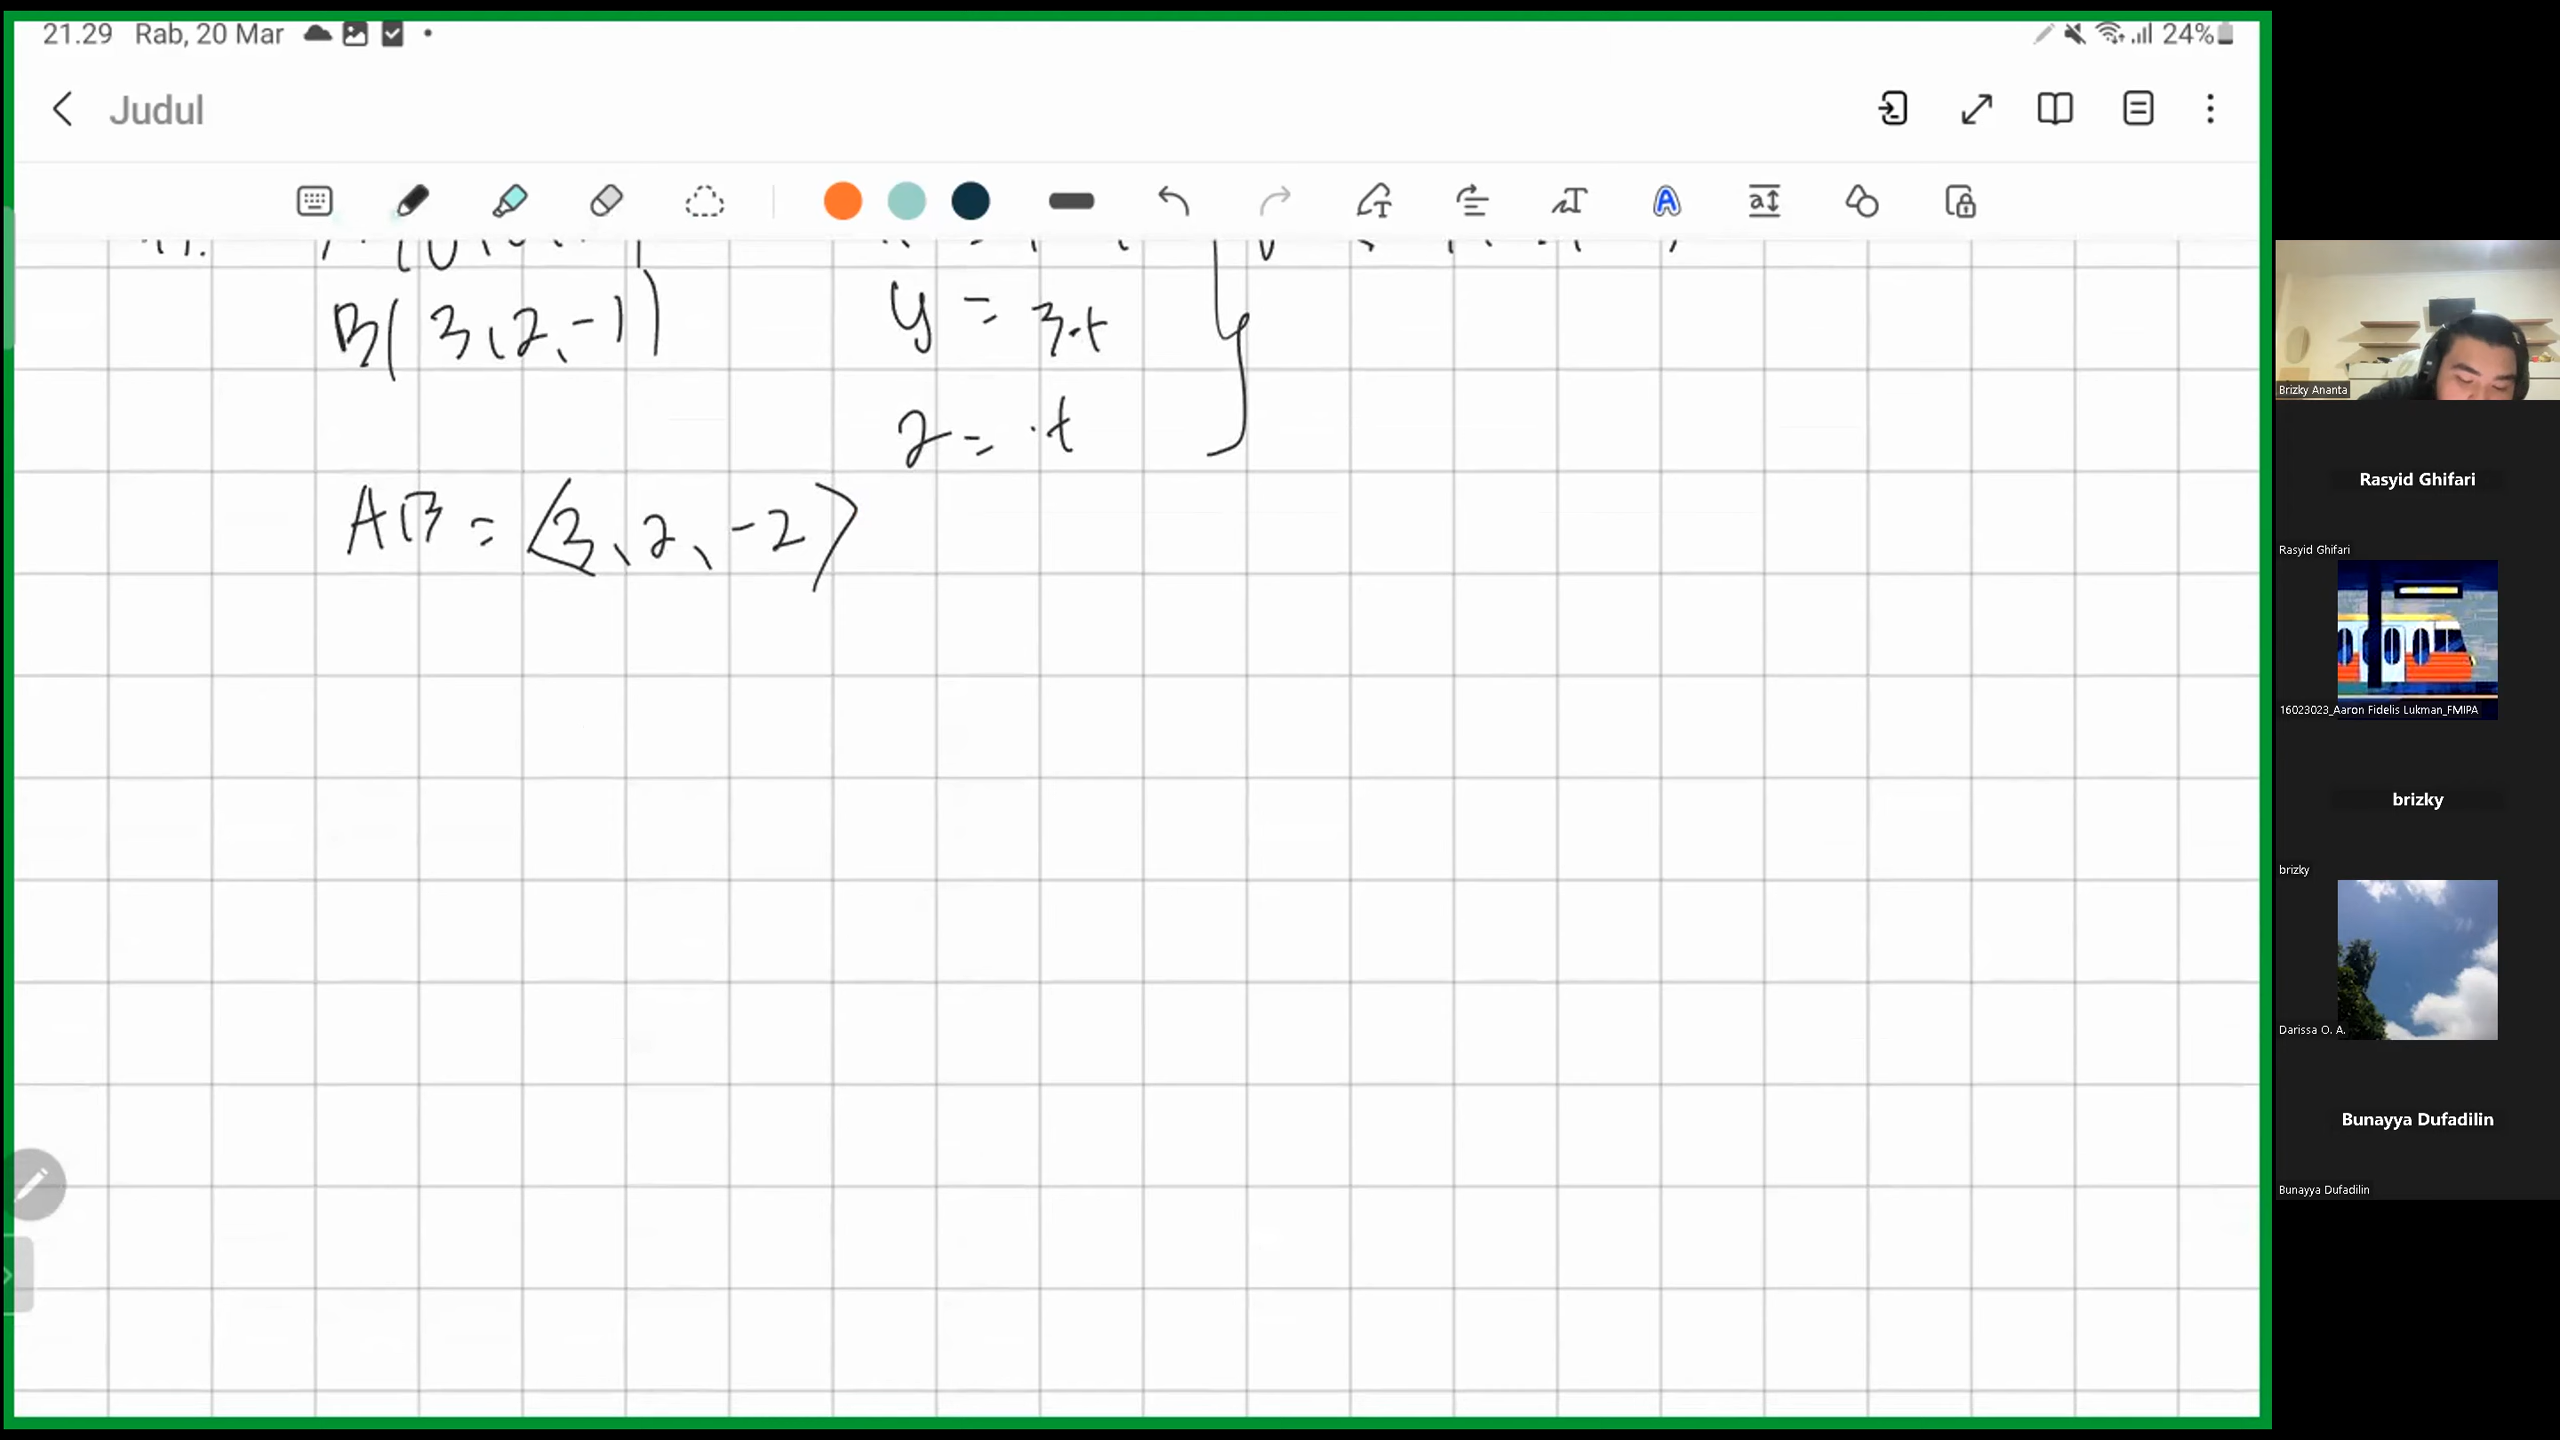 21.29 Rab, 20 Mar
24%
Judul
B(3,2,-1)
y = 3t
z = t
AB = ⟨3, 2, -2⟩
Brizky Ananta
Rasyid Ghifari
Rasyid Ghifari
16023023_Aaron Fidelis Lukman_FMIPA
brizky
brizky
Darissa O. A.
Bunayya Dufadilin
Bunayya Dufadilin